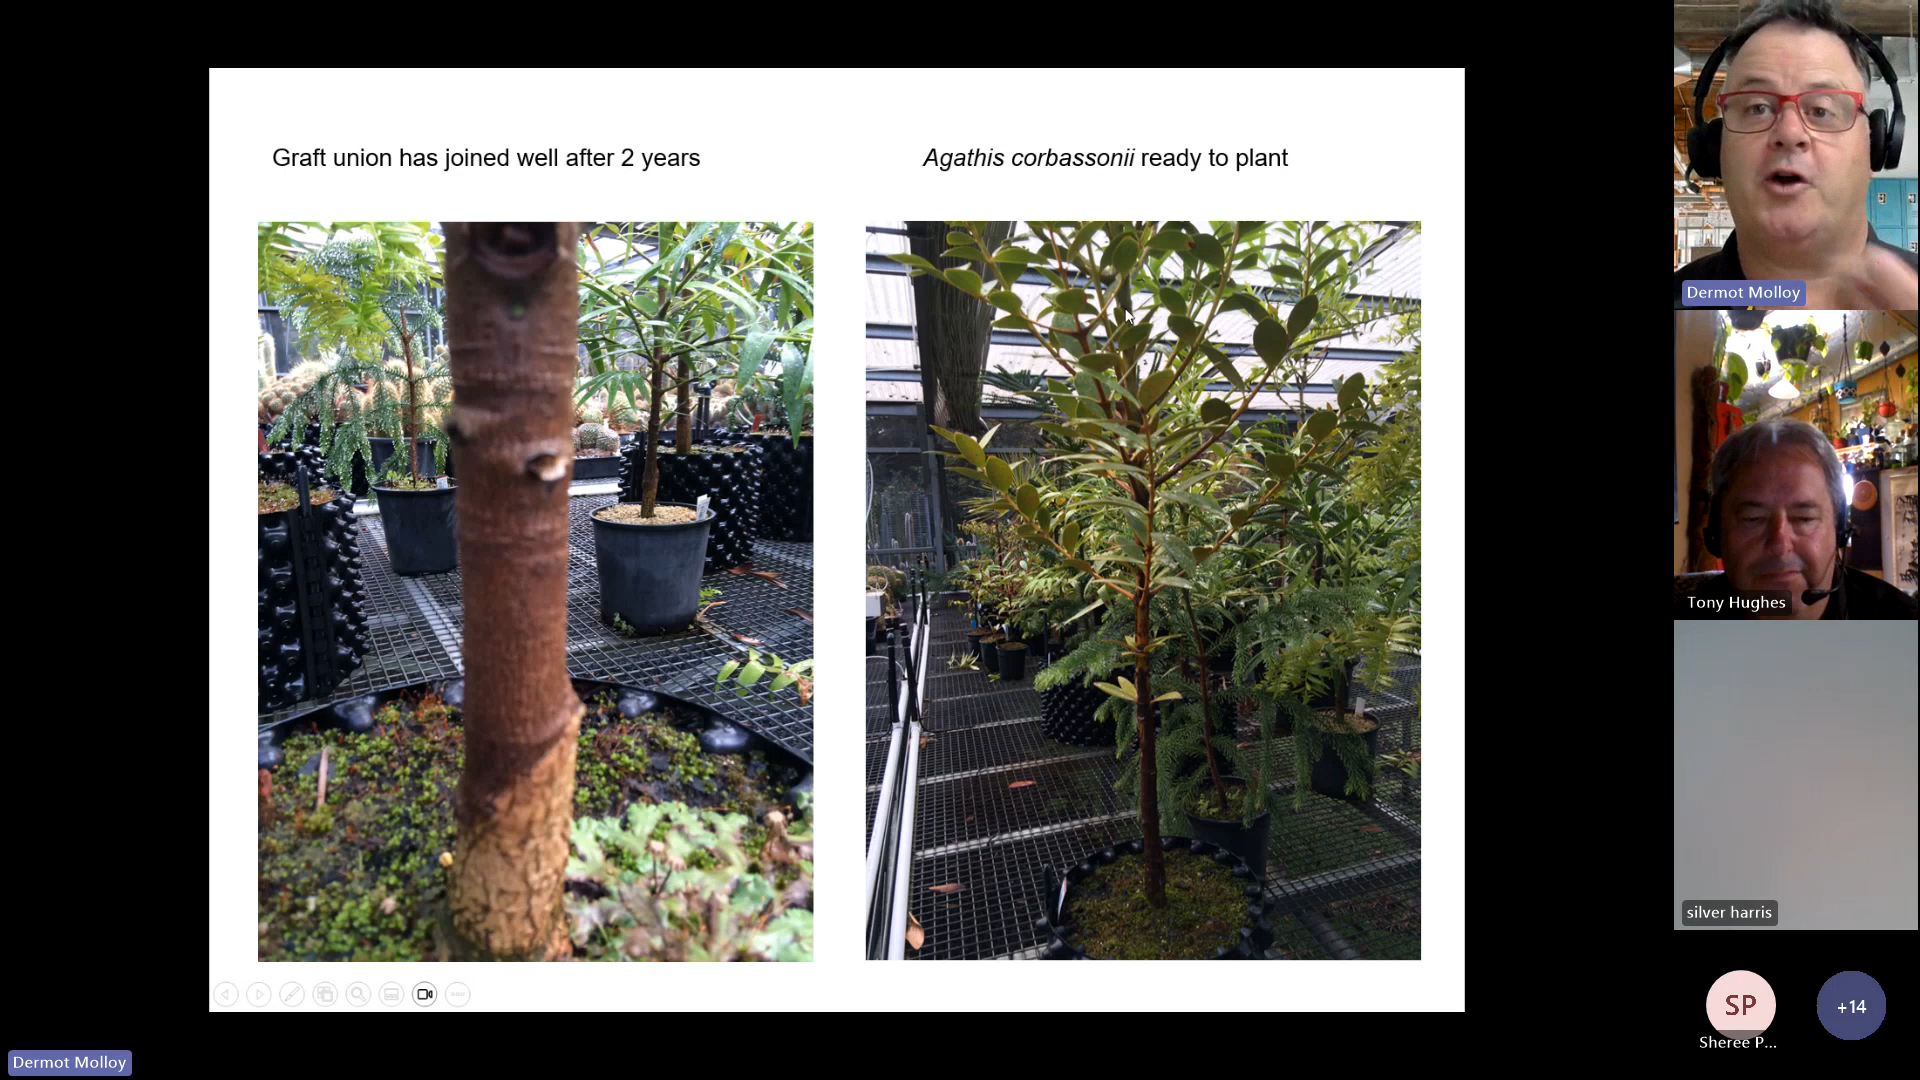 Graft union has joined well after 2 years
Agathis corbassonii ready to plant
Dermot Molloy
Tony Hughes
silver harris
SP
+14
Sheree P...
Dermot Molloy